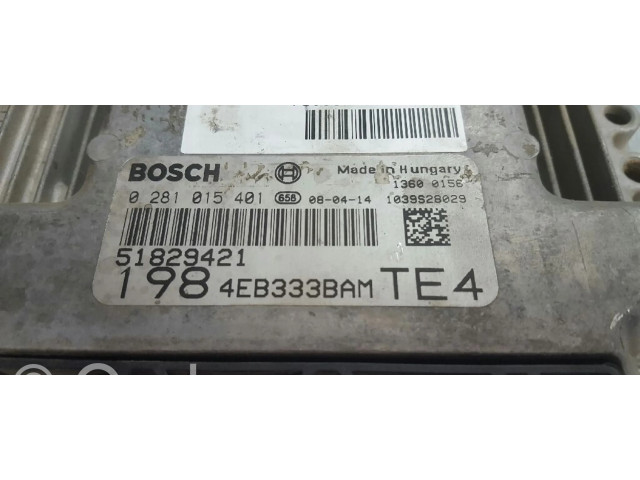 BOSCH Made in Hungary
1360 0156
0 281 015 401 658 08-04-14 1039S28029
51829421
198 4EB333BAM TE4